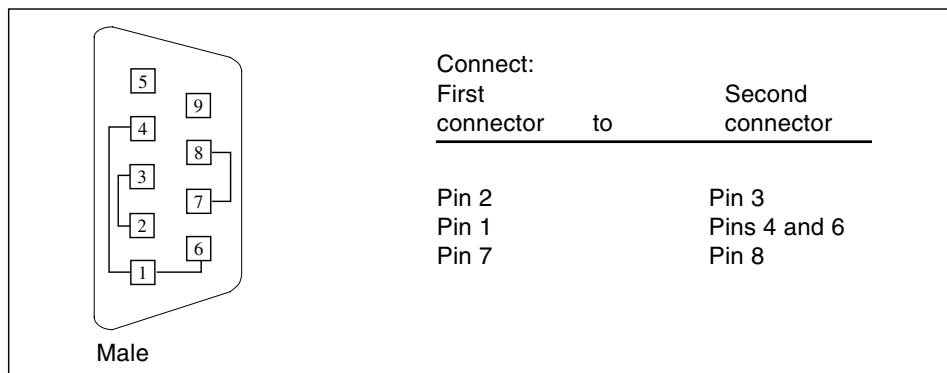 5
9
4
8
3
7
2
6
1
Male
Connect:
First Second
connector to connector
Pin 2 Pin 3
Pin 1 Pins 4 and 6
Pin 7 Pin 8